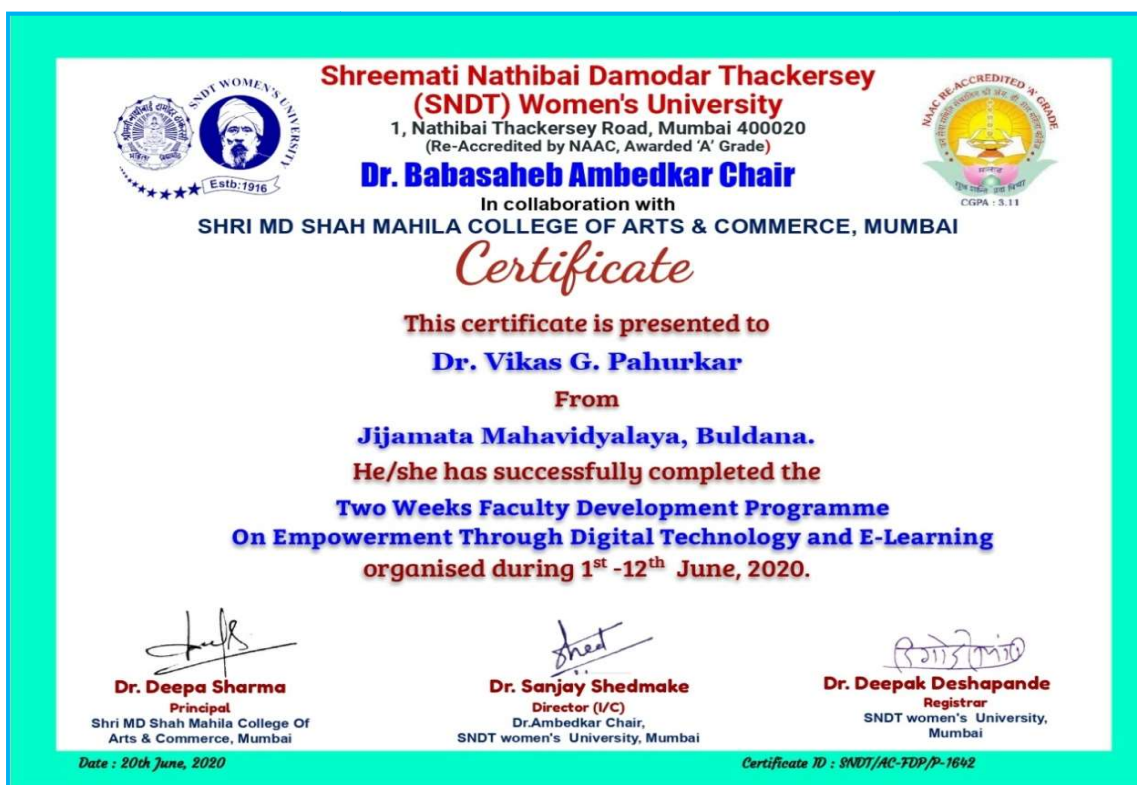 SNDT WOMEN'S UNIVERSITY
Estb:1916
Shreemati Nathibai Damodar Thackersey
(SNDT) Women's University
1, Nathibai Thackersey Road, Mumbai 400020
(Re-Accredited by NAAC, Awarded ‘A’ Grade)
Dr. Babasaheb Ambedkar Chair
In collaboration with
SHRI MD SHAH MAHILA COLLEGE OF ARTS & COMMERCE, MUMBAI
NAAC RE-ACCREDITED 'A' GRADE
CGPA : 3.11
Certificate
This certificate is presented to
Dr. Vikas G. Pahurkar
From
Jijamata Mahavidyalaya, Buldana.
He/she has successfully completed the
Two Weeks Faculty Development Programme
On Empowerment Through Digital Technology and E-Learning
organised during 1st -12th June, 2020.
Dr. Deepa Sharma
Principal
Shri MD Shah Mahila College Of
Arts & Commerce, Mumbai
Dr. Sanjay Shedmake
Director (I/C)
Dr.Ambedkar Chair,
SNDT women's University, Mumbai
Dr. Deepak Deshapande
Registrar
SNDT women's University,
Mumbai
Date : 20th June, 2020
Certificate ID : SNDT/AC-FDP/P-1642